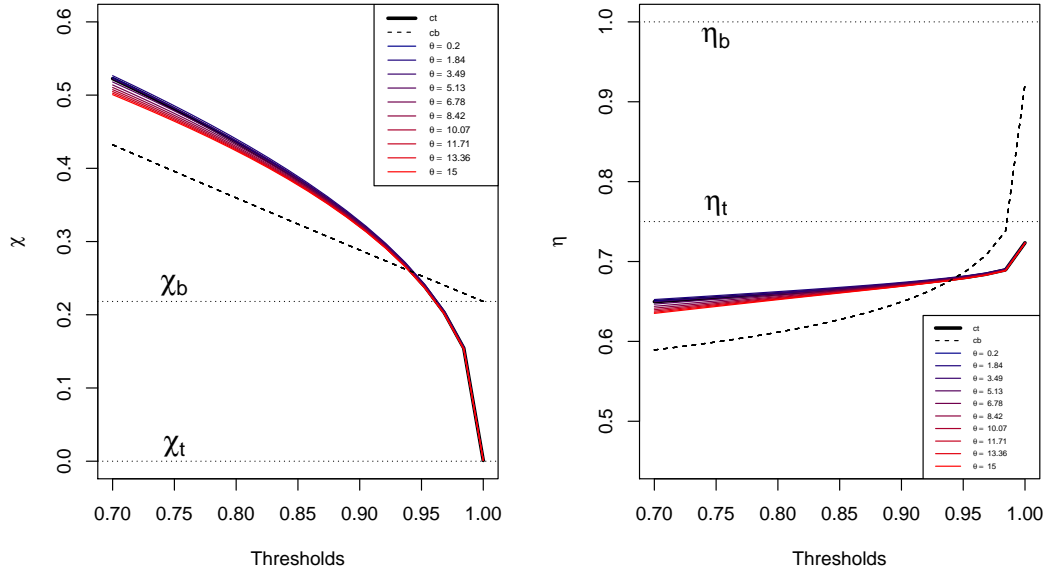 0.6
0.5
0.4
0.3
0.2
0.1
0.0
χ
χb
χt
ct
cb
θ = 0.2
θ = 1.84
θ = 3.49
θ = 5.13
θ = 6.78
θ = 8.42
θ = 10.07
θ = 11.71
θ = 13.36
θ = 15
0.70 0.75 0.80 0.85 0.90 0.95 1.00
Thresholds
1.0
0.9
0.8
0.7
0.6
0.5
η
ηb
ηt
ct
cb
θ = 0.2
θ = 1.84
θ = 3.49
θ = 5.13
θ = 6.78
θ = 8.42
θ = 10.07
θ = 11.71
θ = 13.36
θ = 15
0.70 0.75 0.80 0.85 0.90 0.95 1.00
Thresholds